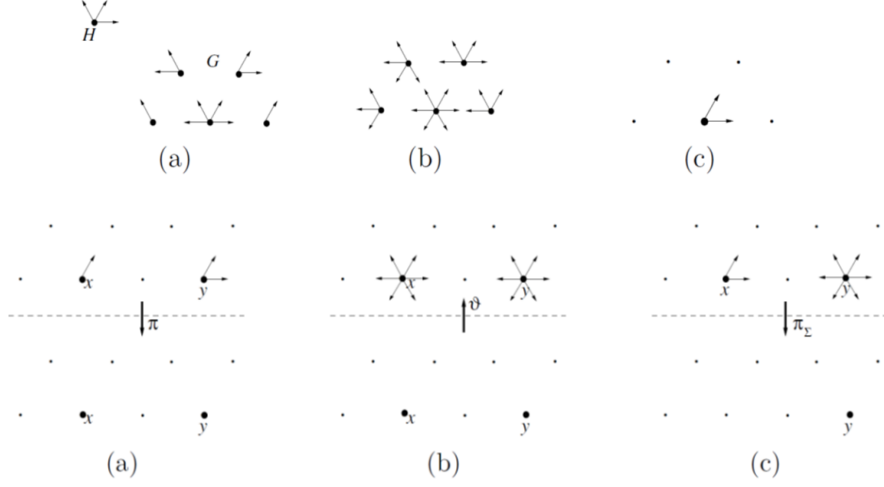 H
G
(a) (b) (c)
x y x y x y
π ϑ π_Σ
x y x y y
(a) (b) (c)